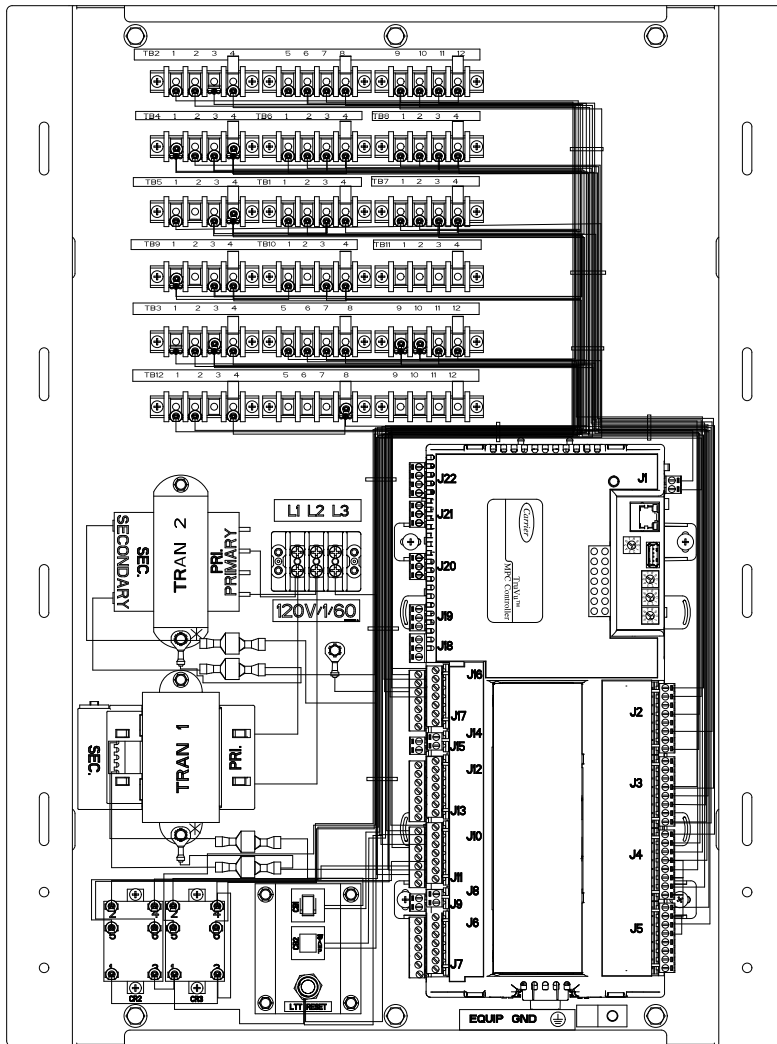 TB2 1 2 3 4 5 6 7 8 9 10 11 12
TB4 1 2 3 4 TB6 1 2 3 4 TB8 1 2 3 4
TB5 1 2 3 4 TB1 1 2 3 4 TB7 1 2 3 4
TB9 1 2 3 4 TB10 1 2 3 4 TB11 1 2 3 4
TB3 1 2 3 4 5 6 7 8 9 10 11 12
TB12 1 2 3 4 5 6 7 8 9 10 11 12
J22
J1
J21
J20
J19
J18
Carrier
TruVu™
MPC Controller
SECONDARY
SEC.
TRAN 2
PRI.
PRIMARY
L1 L2 L3
120V/1/60
SEC.
TRAN 1
PRI.
J16
J17
J14
J15
J12
J13
J10
J11
J8
J9
J6
J7
J2
J3
J4
J5
CR2
CR3
LTT RESET
EQUIP GND